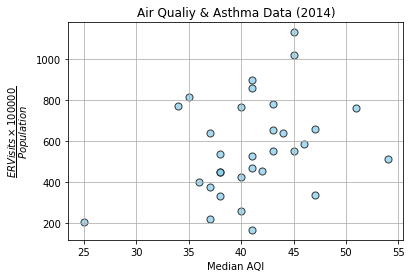 Air Qualiy & Asthma Data (2014)
ERVisits × 100000
Population
1000
800
600
400
200
25 30 35 40 45 50 55
Median AQI